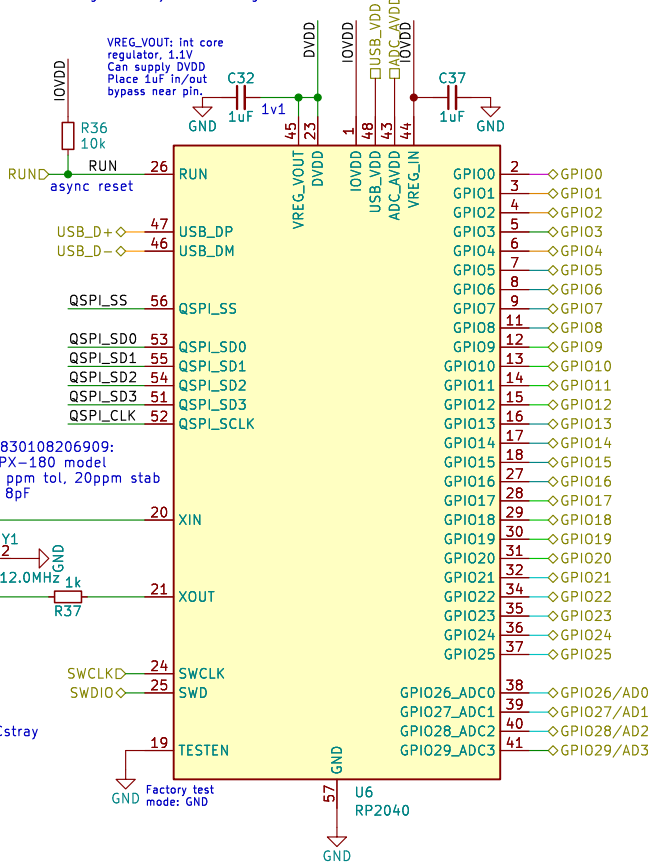 VREG_VOUT: int core
regulator, 1.1V
Can supply DVDD
Place 1uF in/out
bypass near pin.
DVDD
IOVDD
USB_VDD
ADC_AVDD
IOVDD
IOVDD
C32
1uF
GND
1v1
C37
1uF
GND
R36
10k
45
23
1
48
43
44
VREG_VOUT
DVDD
IOVDD
USB_VDD
ADC_AVDD
VREG_IN
RUN RUN 26 RUN
async reset
USB_D+ 47 USB_DP
USB_D- 46 USB_DM
QSPI_SS 56 QSPI_SS
QSPI_SD0 53 QSPI_SD0
QSPI_SD1 55 QSPI_SD1
QSPI_SD2 54 QSPI_SD2
QSPI_SD3 51 QSPI_SD3
QSPI_CLK 52 QSPI_SCLK
830108206909:
PX-180 model
ppm tol, 20ppm stab
8pF
20 XIN
Y1
2
GND
12.0MHz
1k
R37
21 XOUT
SWCLK 24 SWCLK
SWDIO 25 SWD
Cstray
19 TESTEN
GND
Factory test
mode: GND
GPIO0 2 GPIO0
GPIO1 3 GPIO1
GPIO2 4 GPIO2
GPIO3 5 GPIO3
GPIO4 6 GPIO4
GPIO5 7 GPIO5
GPIO6 8 GPIO6
GPIO7 9 GPIO7
GPIO8 11 GPIO8
GPIO9 12 GPIO9
GPIO10 13 GPIO10
GPIO11 14 GPIO11
GPIO12 15 GPIO12
GPIO13 16 GPIO13
GPIO14 17 GPIO14
GPIO15 18 GPIO15
GPIO16 27 GPIO16
GPIO17 28 GPIO17
GPIO18 29 GPIO18
GPIO19 30 GPIO19
GPIO20 31 GPIO20
GPIO21 32 GPIO21
GPIO22 34 GPIO22
GPIO23 35 GPIO23
GPIO24 36 GPIO24
GPIO25 37 GPIO25
GPIO26_ADC0 38 GPIO26/AD0
GPIO27_ADC1 39 GPIO27/AD1
GPIO28_ADC2 40 GPIO28/AD2
GPIO29_ADC3 41 GPIO29/AD3
GND
57
U6
RP2040
GND